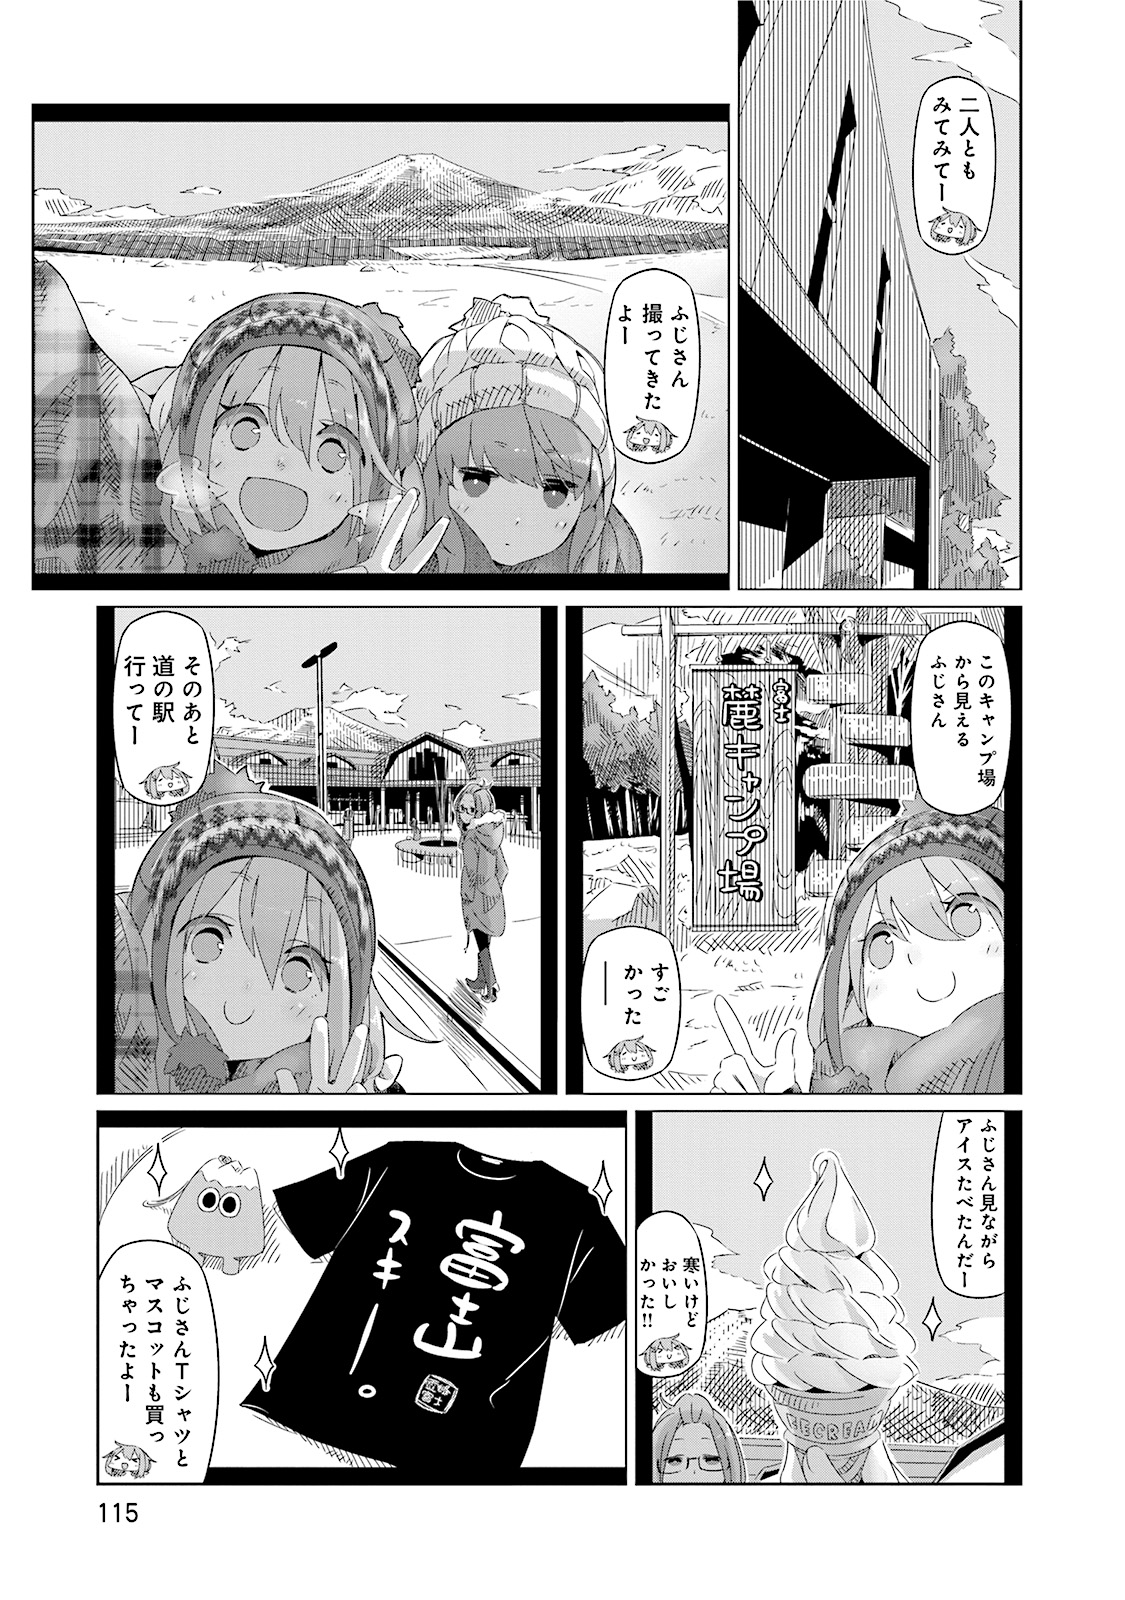 二人とも
みてみてー
ふじさん
撮ってきた
よー
このキャンプ場
から見える
ふじさん
富士
麓キャンプ場
すご
かった
ー
そのあと
道の駅
行ってー
ふじさん見ながら
アイスたべたんだー
寒いけど
おいし
かった!!
ICECREAM
富士山
スキー。
ふじさんTシャツと
マスコットも買っ
ちゃったよー
115